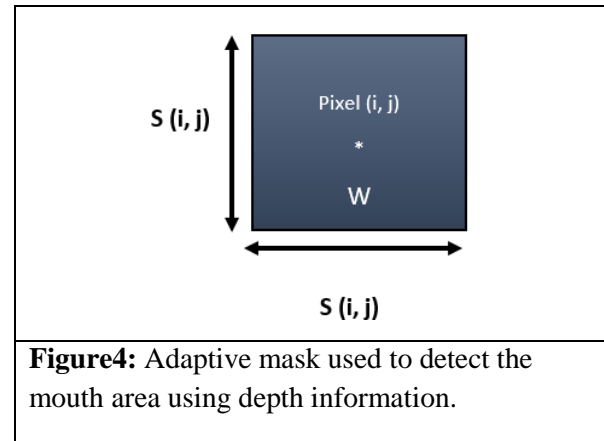 Pixel (i, j)
S (i, j)
*
W
S (i, j)
Figure4: Adaptive mask used to detect the
mouth area using depth information.